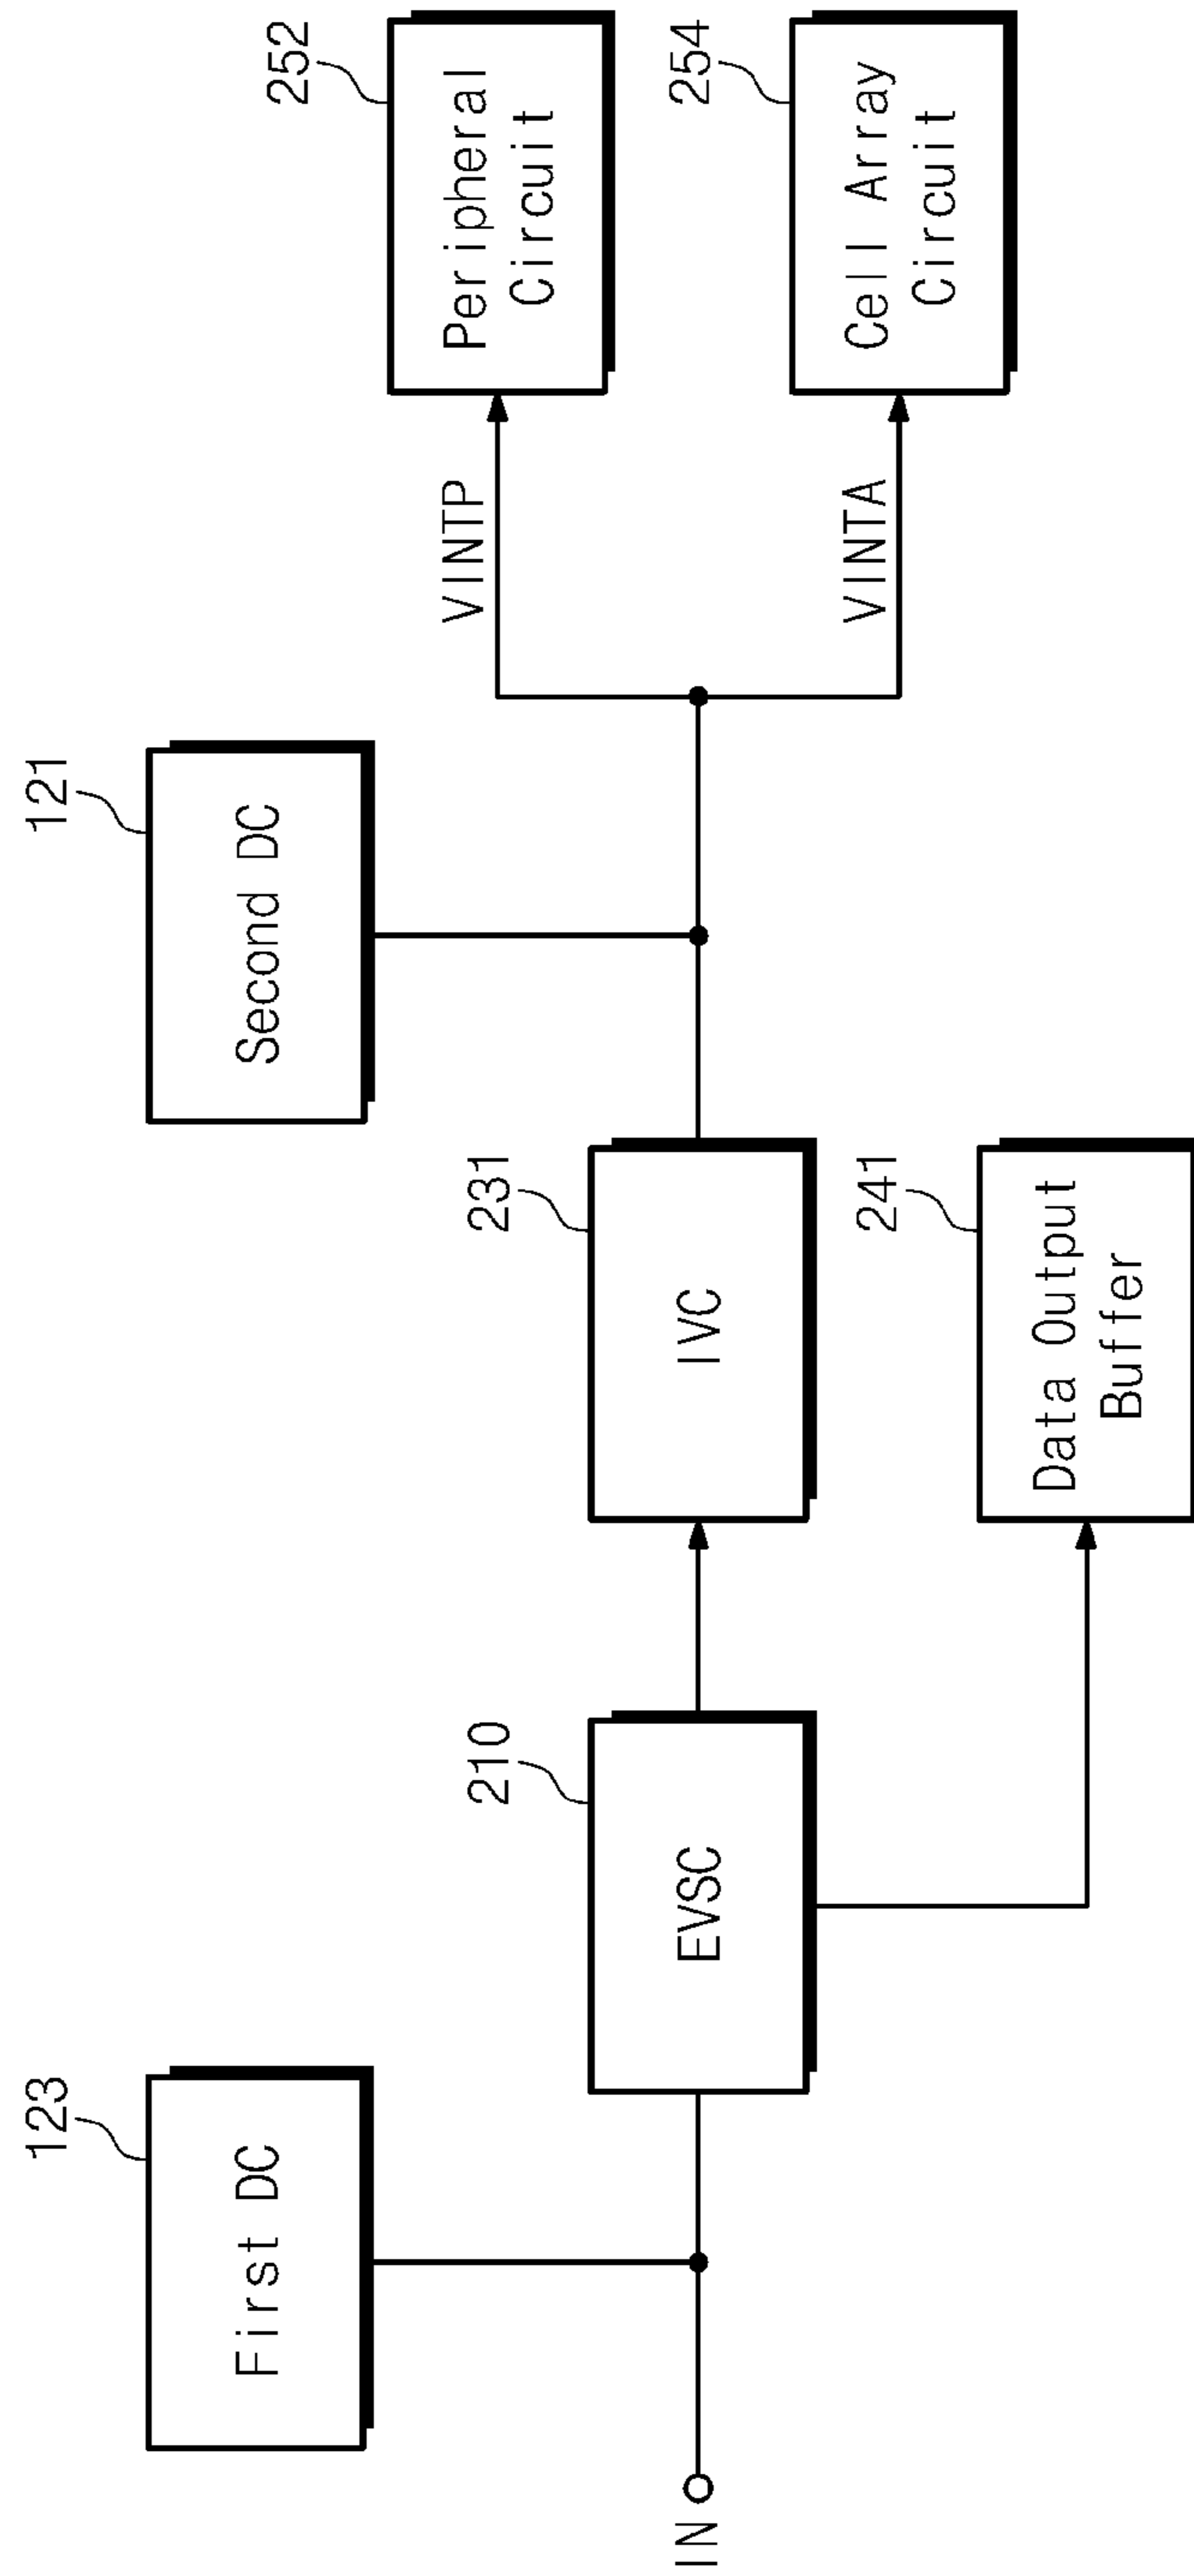 123
First DC
IN
210
EVSC
231
IVC
241
Data Output
Buffer
121
Second DC
VINTP
VINTA
252
Peripheral
Circuit
254
Cell Array
Circuit